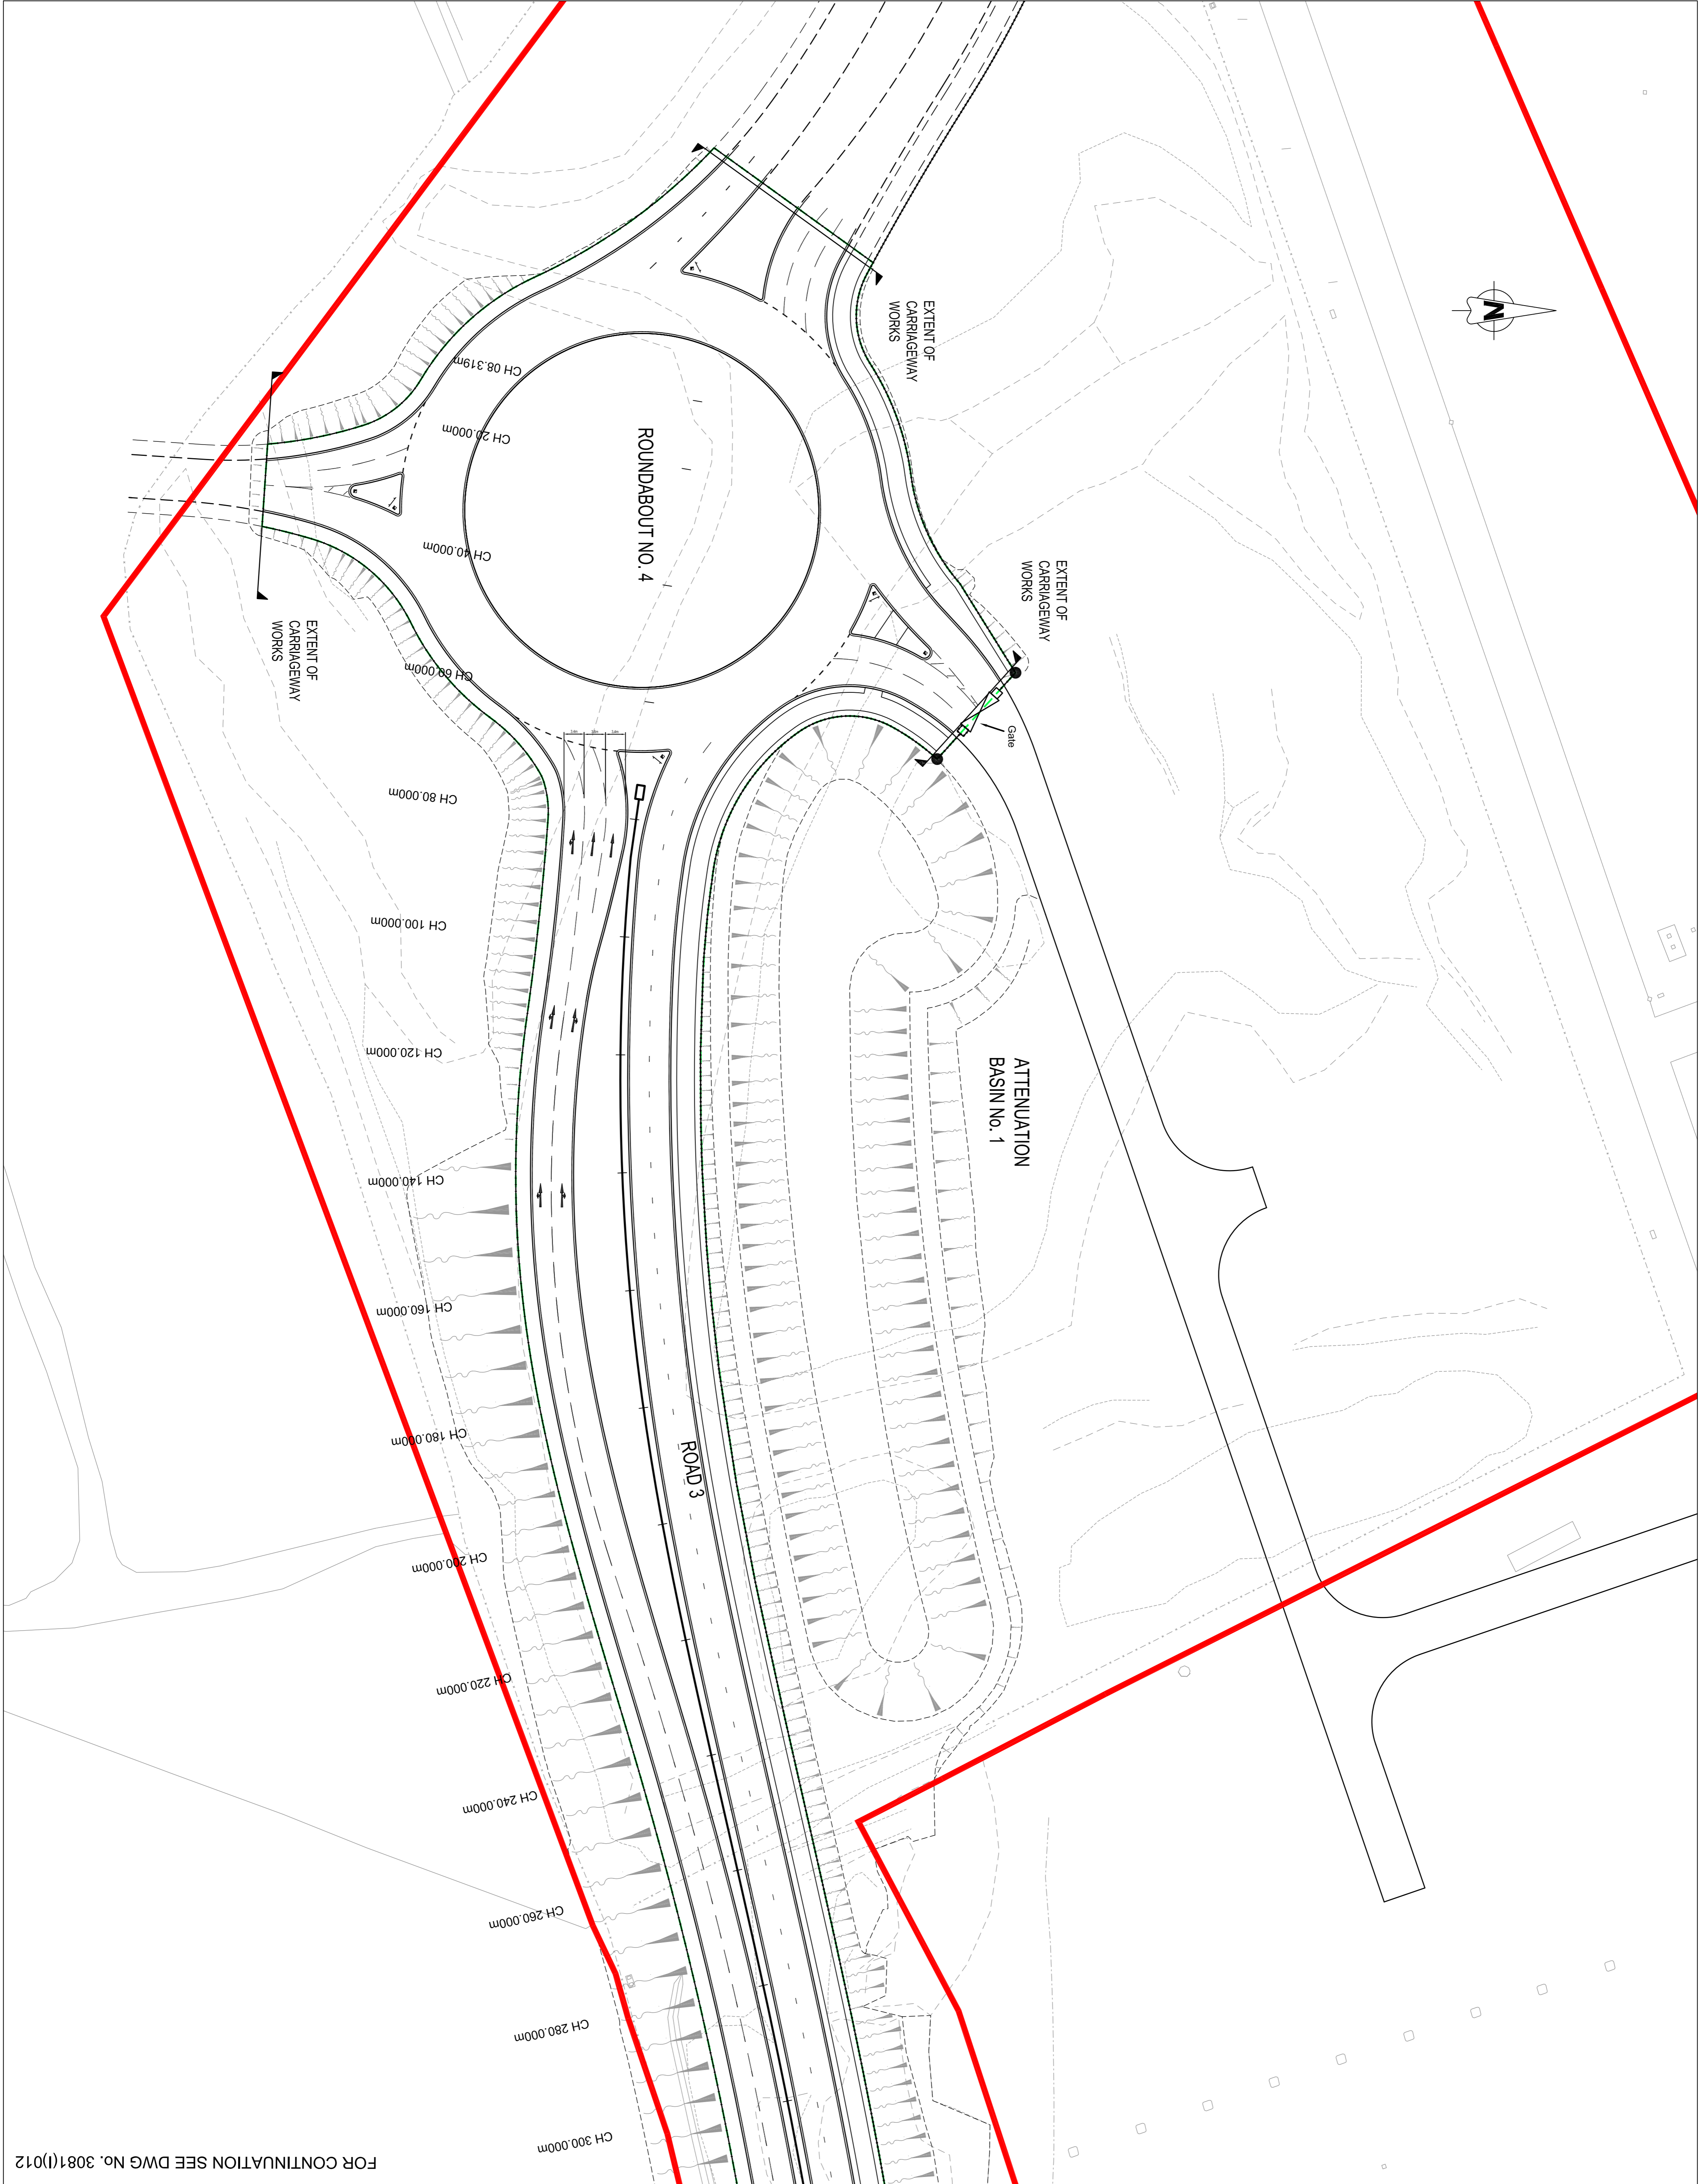 N
EXTENT OF
CARRIAGEWAY
WORKS
EXTENT OF
CARRIAGEWAY
WORKS
EXTENT OF
CARRIAGEWAY
WORKS
Gate
ROUNDABOUT NO. 4
ATTENUATION
BASIN No. 1
ROAD 3
CH 08.319m
CH 20.000m
CH 40.000m
CH 60.000m
CH 80.000m
CH 100.000m
CH 120.000m
CH 140.000m
CH 160.000m
CH 180.000m
CH 200.000m
CH 220.000m
CH 240.000m
CH 260.000m
CH 280.000m
CH 300.000m
FOR CONTINUATION SEE DWG No. 3081(I)012